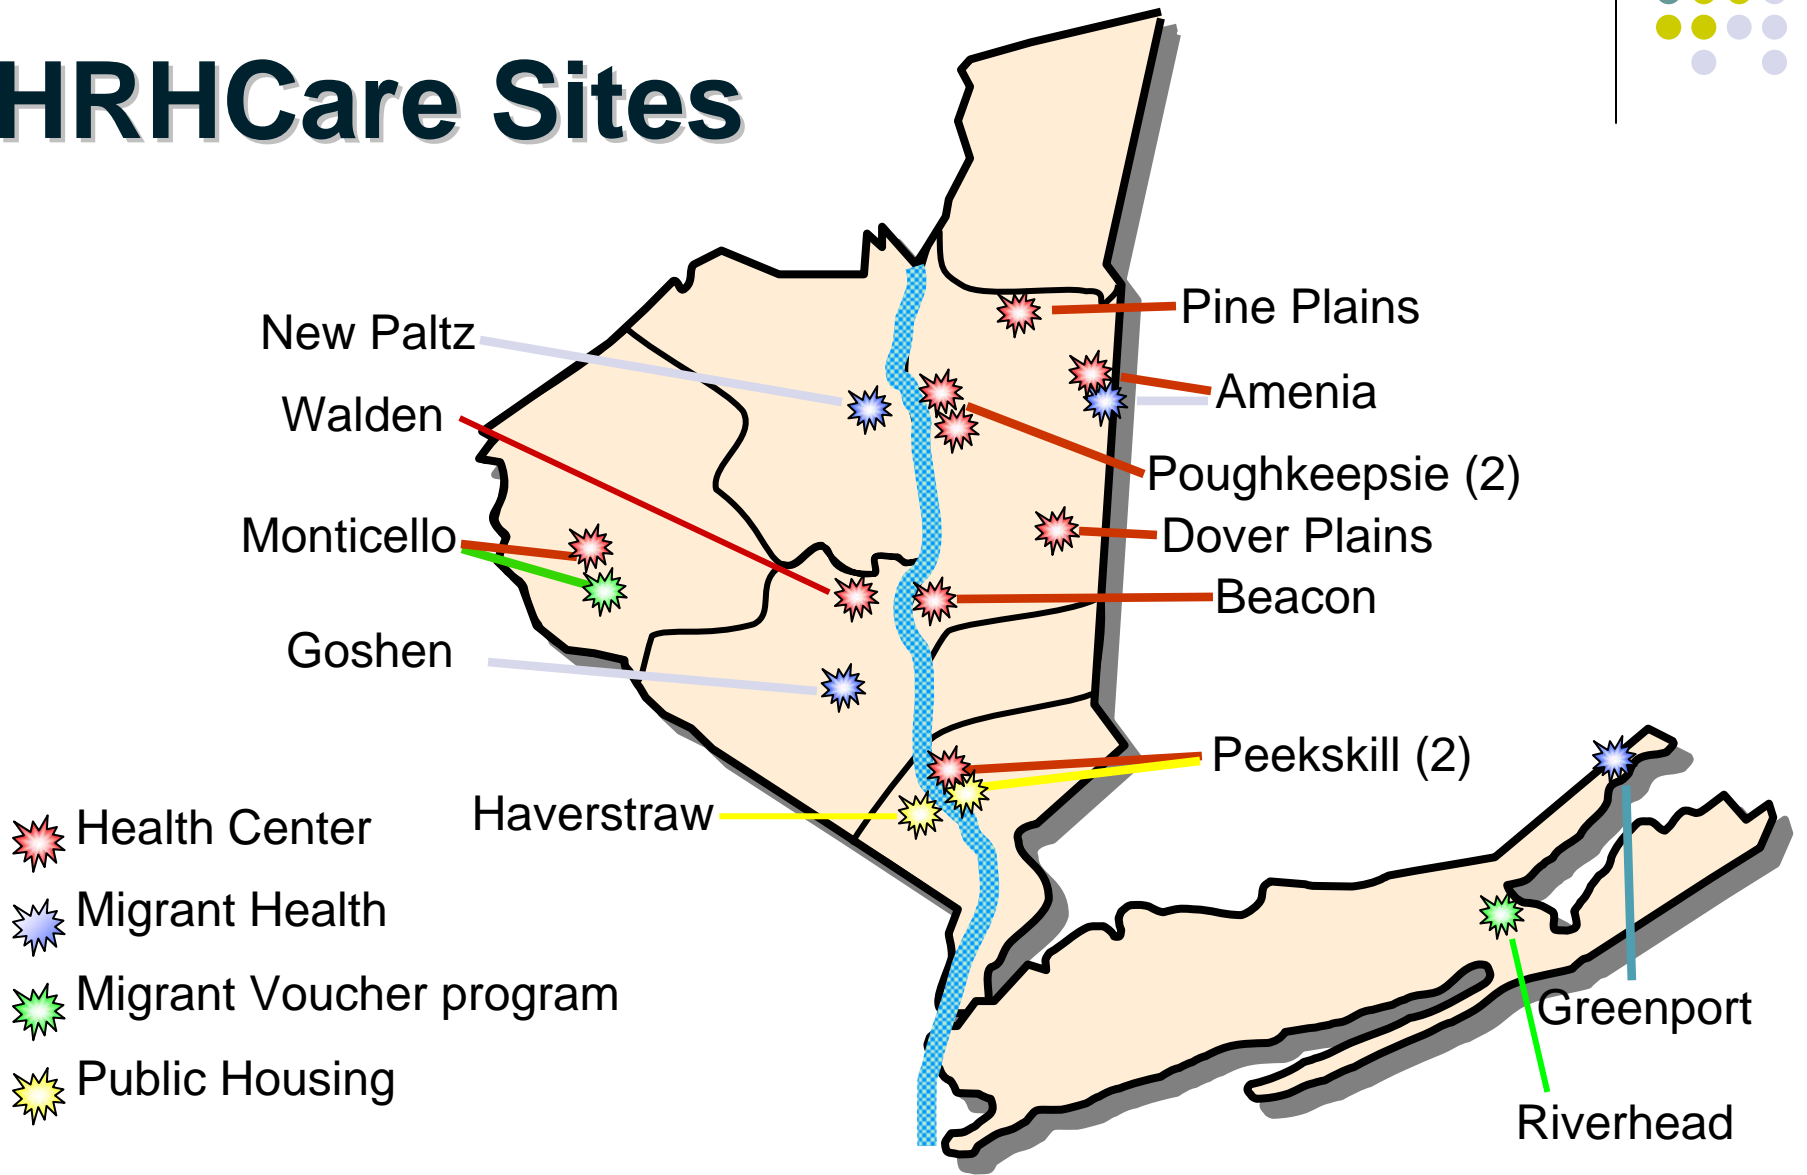 HRHCare Sites
Pine Plains
New Paltz
Amenia
Walden
Poughkeepsie (2)
Monticello
Dover Plains
Beacon
Goshen
Peekskill (2)
Haverstraw
Health Center
Migrant Health
Migrant Voucher program
Public Housing
Greenport
Riverhead